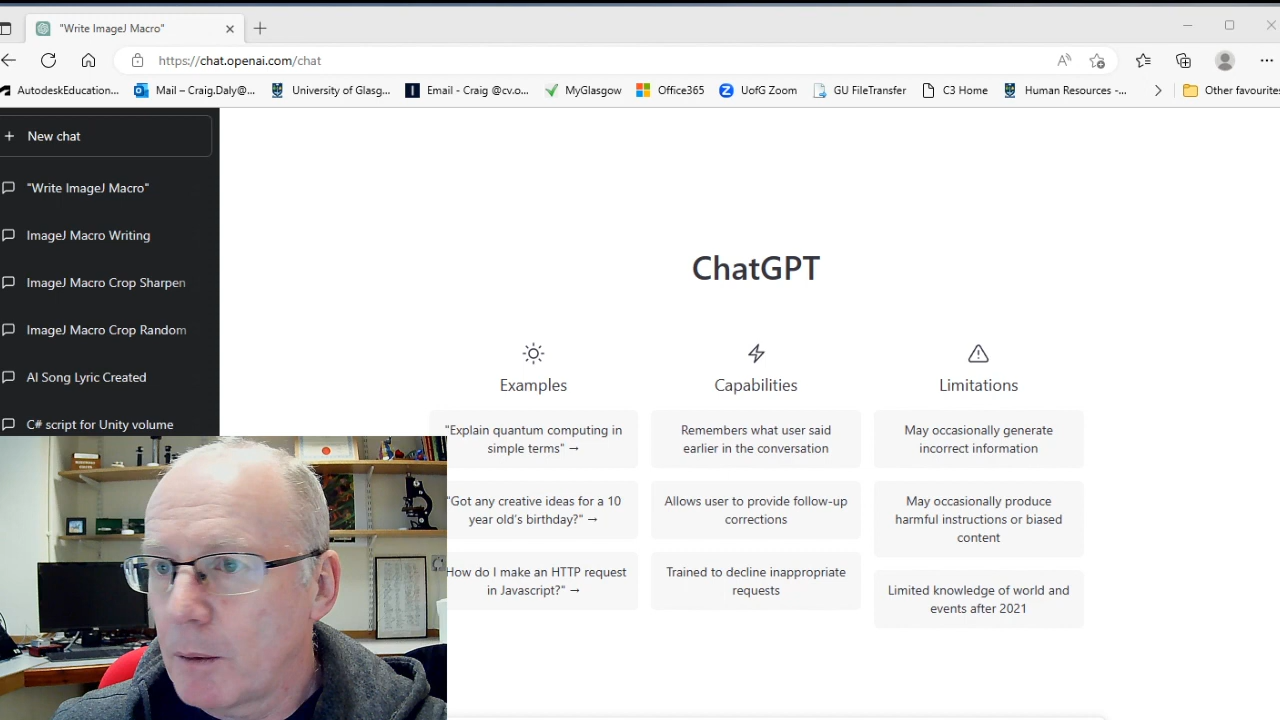 "Write ImageJ Macro"
https://chat.openai.com/chat
AutodeskEducation...
Mail – Craig.Daly@...
University of Glasg...
Email - Craig @cv.o...
MyGlasgow
Office365
UofG Zoom
GU FileTransfer
C3 Home
Human Resources -...
Other favourites
New chat
"Write ImageJ Macro"
ImageJ Macro Writing
ImageJ Macro Crop Sharpen
ImageJ Macro Crop Random
AI Song Lyric Created
C# script for Unity volume
ChatGPT
Examples
"Explain quantum computing in
simple terms" →
"Got any creative ideas for a 10
year old's birthday?" →
"How do I make an HTTP request
in Javascript?" →
Capabilities
Remembers what user said
earlier in the conversation
Allows user to provide follow-up
corrections
Trained to decline inappropriate
requests
Limitations
May occasionally generate
incorrect information
May occasionally produce
harmful instructions or biased
content
Limited knowledge of world and
events after 2021